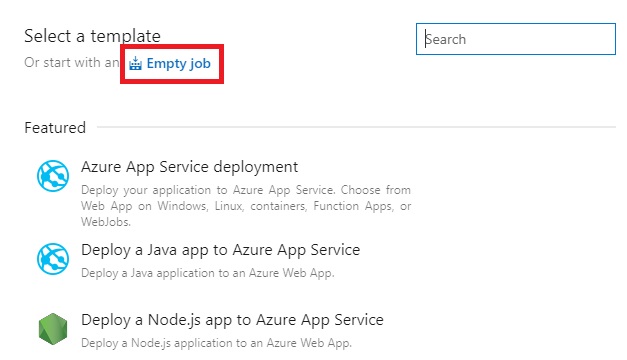 Select a template
Search
Or start with an Empty job
Featured
Azure App Service deployment
Deploy your application to Azure App Service. Choose from
Web App on Windows, Linux, containers, Function Apps, or
WebJobs.
Deploy a Java app to Azure App Service
Deploy a Java application to an Azure Web App.
Deploy a Node.js app to Azure App Service
Deploy a Node.js application to an Azure Web App.